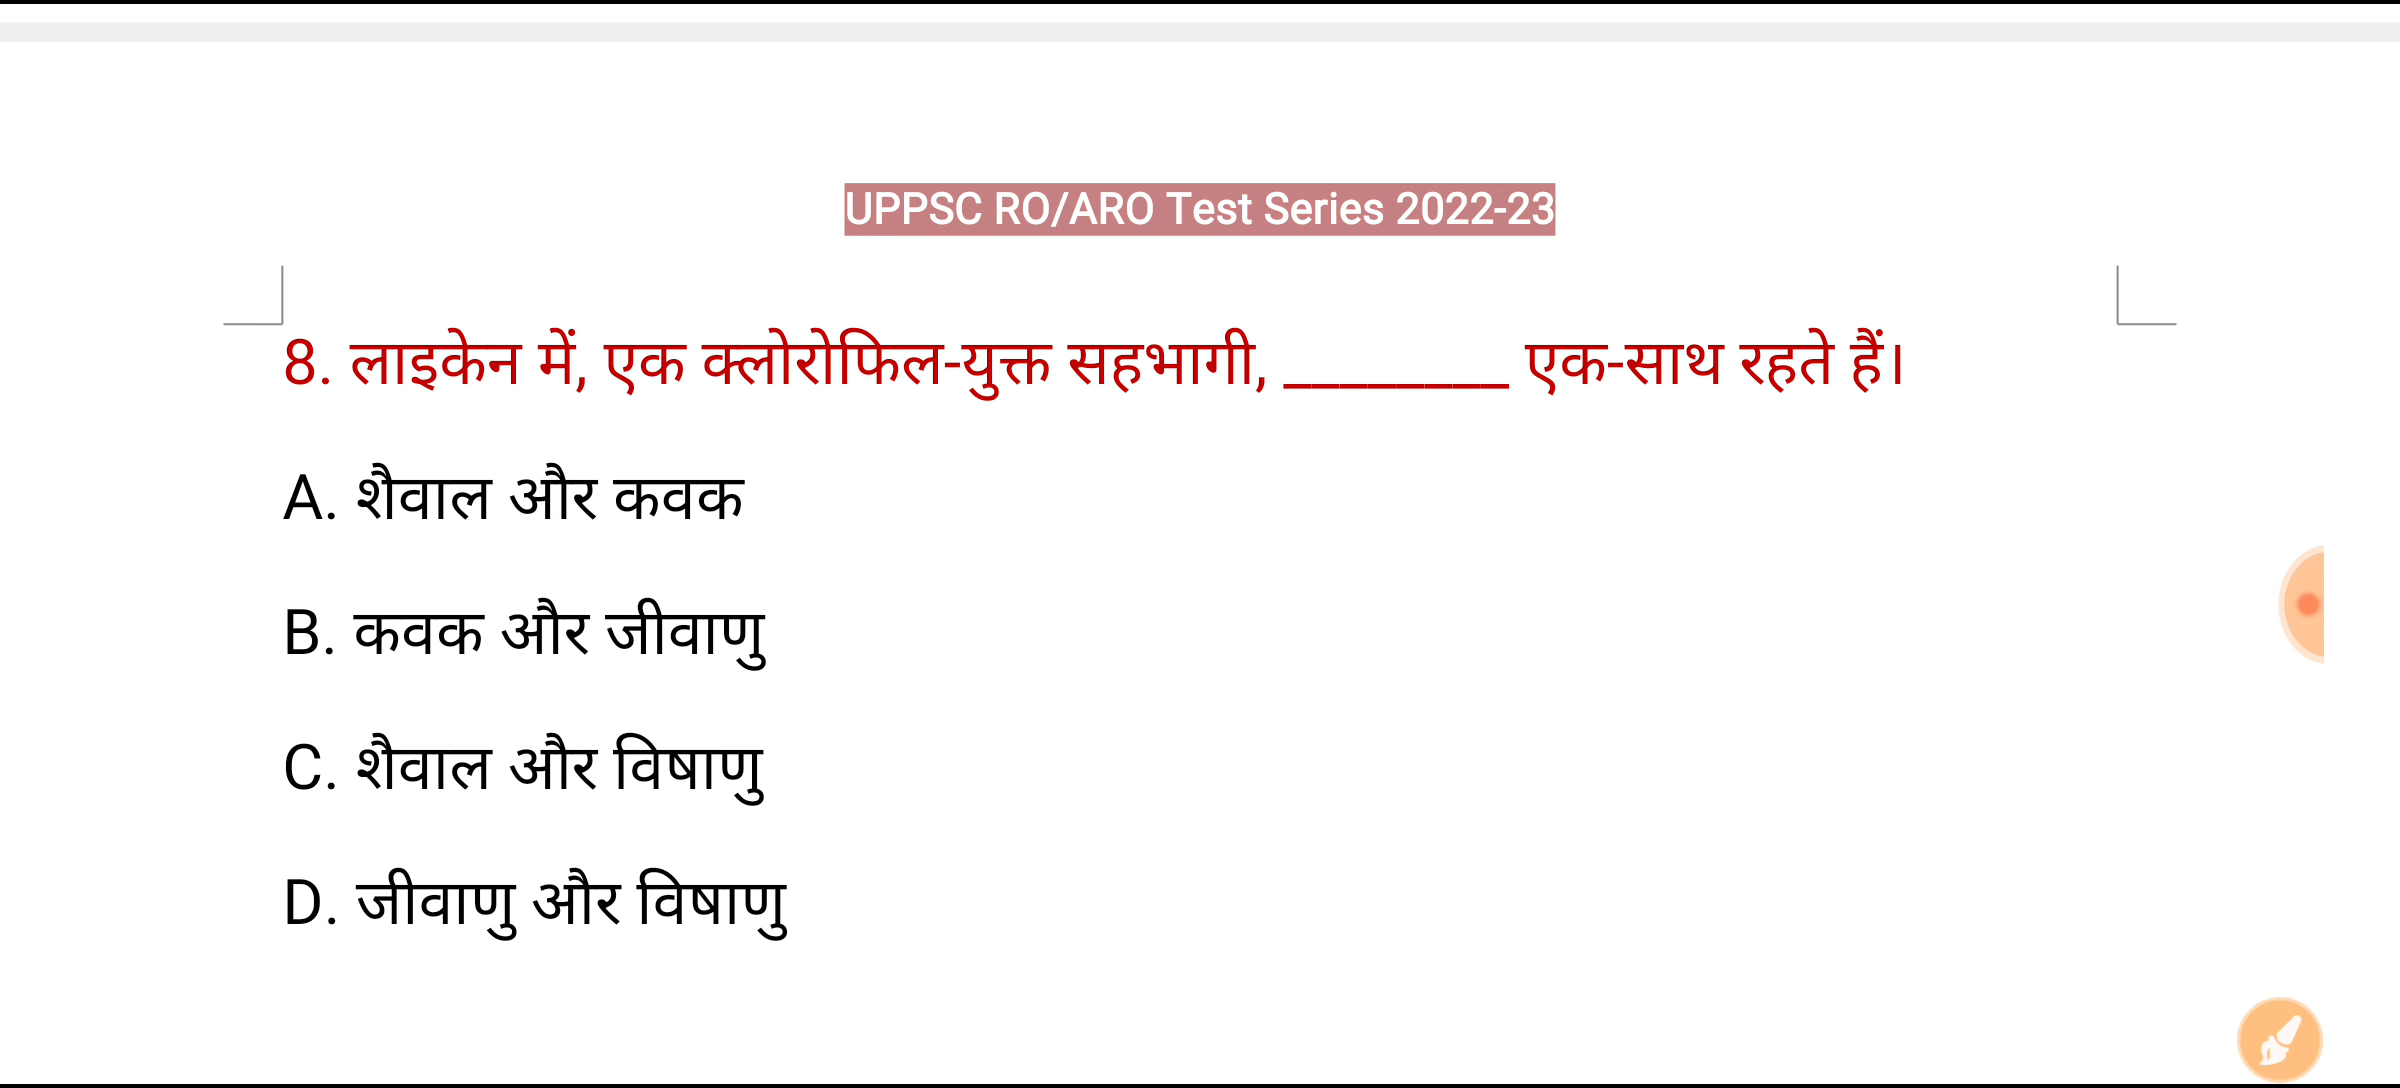 UPPSC RO/ARO Test Series 2022-23
8. लाइकेन में, एक क्लोरोफिल-युक्त सहभागी, ________ एक-साथ रहते हैं।
A. शैवाल और कवक
B. कवक और जीवाणु
C. शैवाल और विषाणु
D. जीवाणु और विषाणु